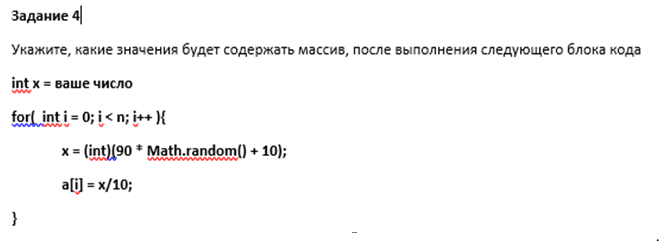 Задание 4
Укажите, какие значения будет содержать массив, после выполнения следующего блока кода
int x = ваше число
for( int i = 0; i < n; i++ ){
x = (int)(90 * Math.random() + 10);
a[i] = x/10;
}